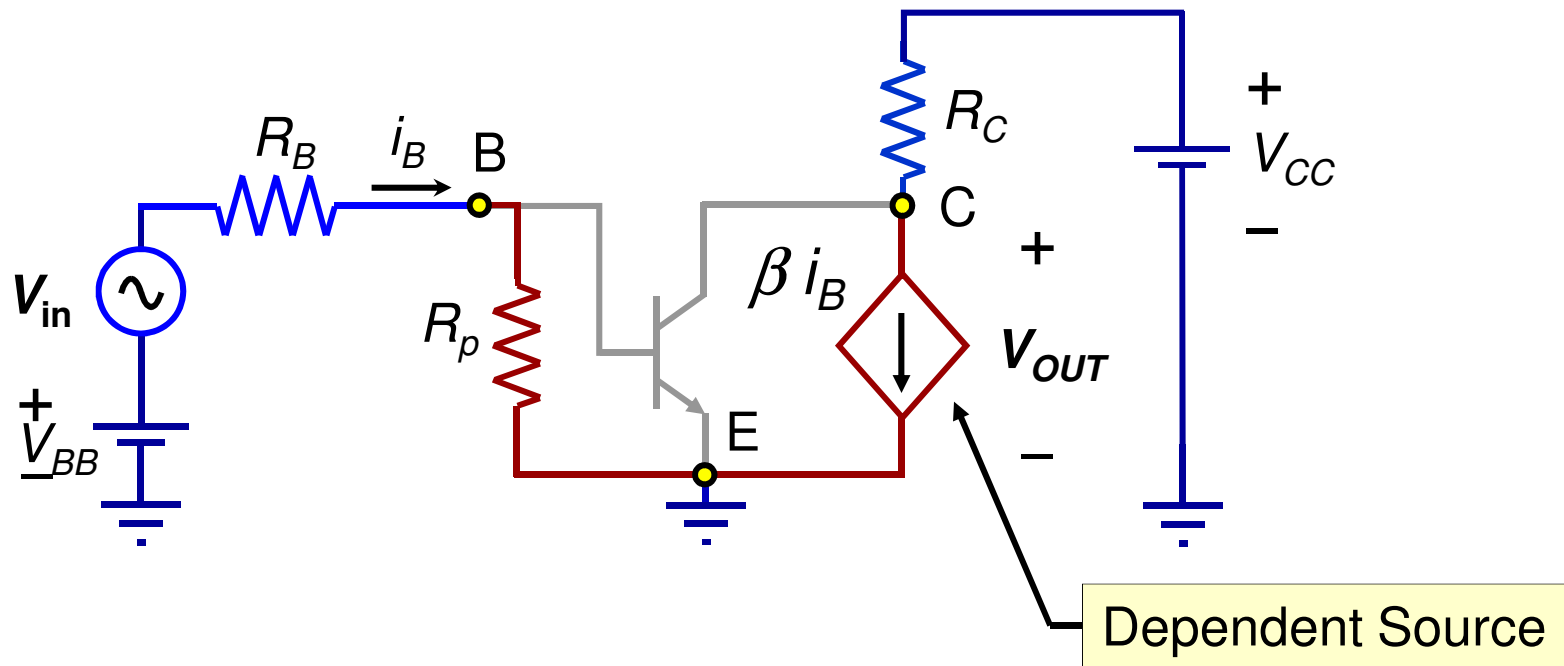 R_B
i_B
B
R_C
+
V_CC
–
C
V_in
R_p
β i_B
+
V_OUT
–
+
V_BB
–
E
Dependent Source